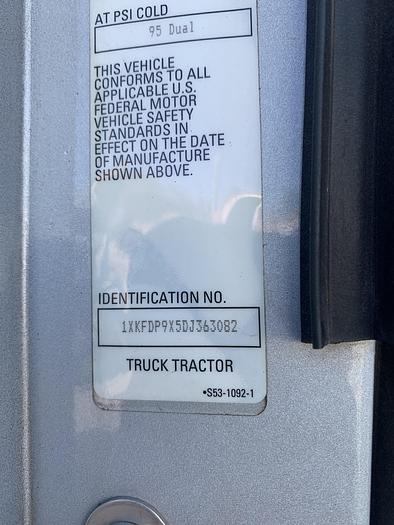 AT PSI COLD
95 Dual
THIS VEHICLE
CONFORMS TO ALL
APPLICABLE U.S.
FEDERAL MOTOR
VEHICLE SAFETY
STANDARDS IN
EFFECT ON THE DATE
OF MANUFACTURE
SHOWN ABOVE.
IDENTIFICATION NO.
1XKFDP9X5DJ363082
TRUCK TRACTOR
•S53-1092-1